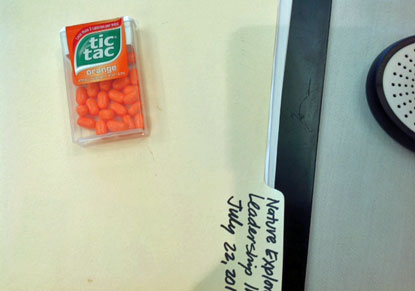 tic
tac
orange
Nature Explor
Leadership
July 22, 201